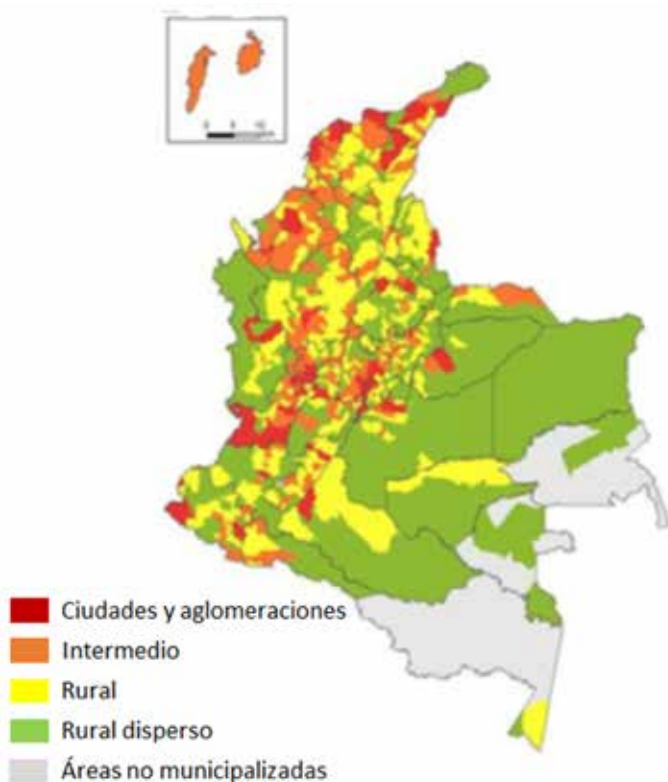 Ciudades y aglomeraciones
Intermedio
Rural
Rural disperso
Áreas no municipalizadas